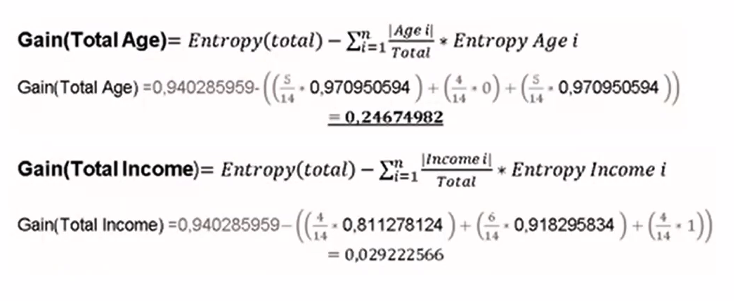 Gain(Total Age)= Entropy(total) − ∑ⁿᵢ₌₁ |Age i|/Total * Entropy Age i
Gain(Total Age) =0,940285959-((5/14 * 0,970950594 ) + (4/14 * 0) + (5/14 * 0,970950594 ))
= 0,24674982
Gain(Total Income)= Entropy(total) − ∑ⁿᵢ₌₁ |Income i|/Total * Entropy Income i
Gain(Total Income) =0,940285959−((4/14 * 0,811278124 ) + (6/14 * 0,918295834 ) + (4/14 * 1))
= 0,029222566